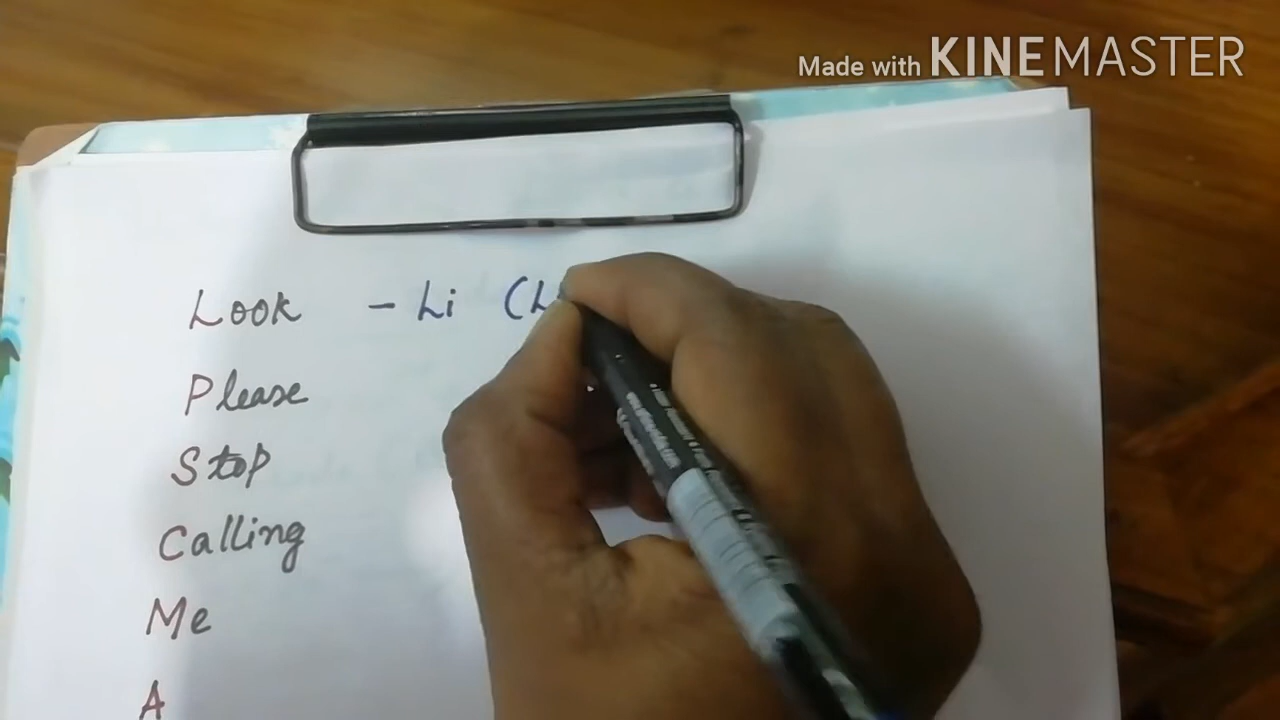 Made with KINEMASTER
Look - Li (L
Please
Stop
Calling
Me
A